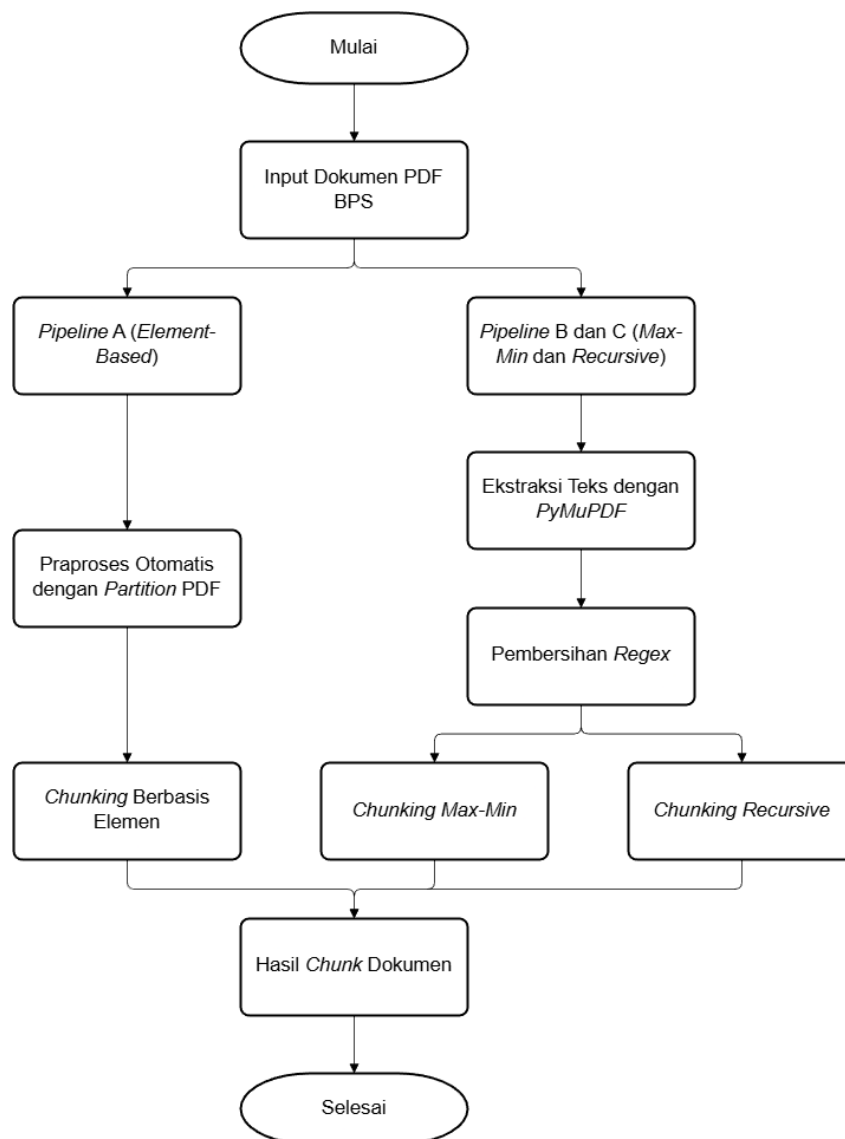 Mulai
Input Dokumen PDF
BPS
Pipeline A (Element-
Based)
Pipeline B dan C (Max-
Min dan Recursive)
Ekstraksi Teks dengan
PyMuPDF
Praproses Otomatis
dengan Partition PDF
Pembersihan Regex
Chunking Berbasis
Elemen
Chunking Max-Min
Chunking Recursive
Hasil Chunk Dokumen
Selesai